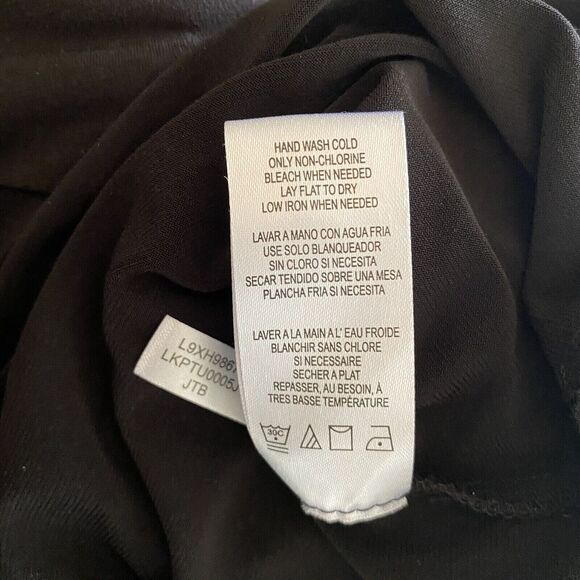 HAND WASH COLD
ONLY NON-CHLORINE
BLEACH WHEN NEEDED
LAY FLAT TO DRY
LOW IRON WHEN NEEDED
LAVAR A MANO CON AGUA FRIA
USE SOLO BLANQUEADOR
SIN CLORO SI NECESITA
SECAR TENDIDO SOBRE UNA MESA
PLANCHA FRIA SI NECESITA
LAVER A LA MAIN A L' EAU FROIDE
BLANCHIR SANS CHLORE
SI NECESSAIRE
SECHER A PLAT
REPASSER, AU BESOIN, À
TRES BASSE TEMPÉRATURE
30C
L9XH986
LKPTU0005J
JTB